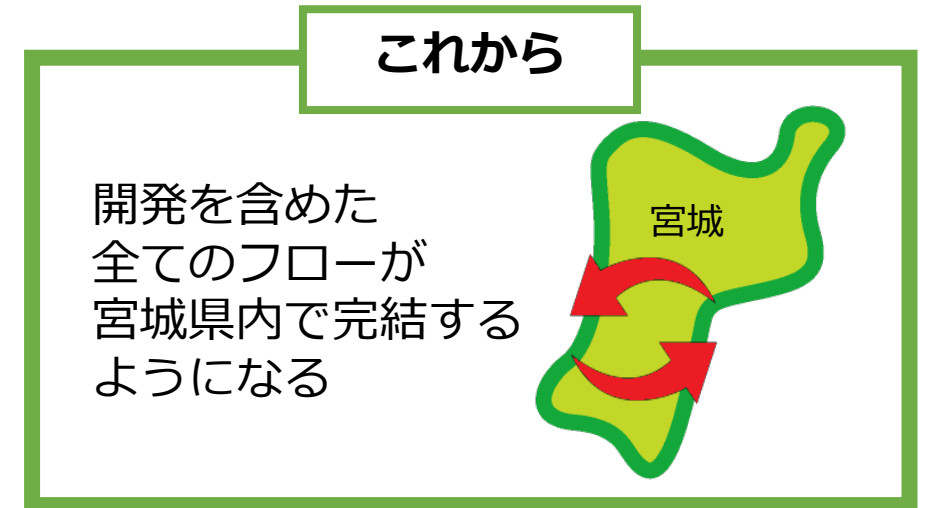 これから
開発を含めた
全てのフローが
宮城県内で完結する
ようになる
宮城